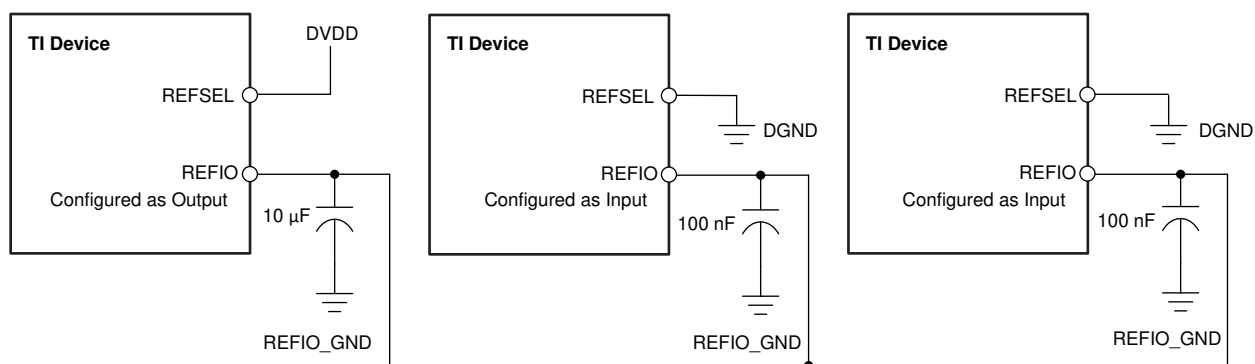 TI Device
DVDD
REFSEL
REFIO
Configured as Output
10 µF
REFIO_GND
TI Device
REFSEL
DGND
REFIO
Configured as Input
100 nF
REFIO_GND
TI Device
REFSEL
DGND
REFIO
Configured as Input
100 nF
REFIO_GND